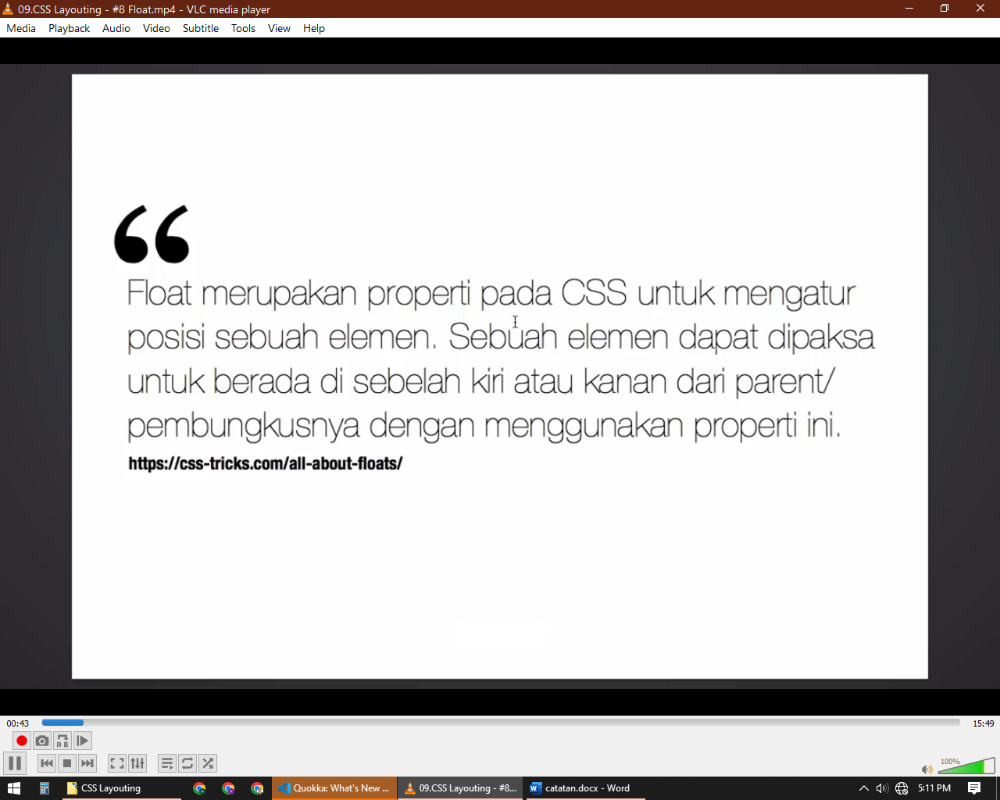 09.CSS Layouting - #8 Float.mp4 - VLC media player
Media Playback Audio Video Subtitle Tools View Help
“
Float merupakan properti pada CSS untuk mengatur
posisi sebuah elemen. Sebuah elemen dapat dipaksa
untuk berada di sebelah kiri atau kanan dari parent/
pembungkusnya dengan menggunakan properti ini.
https://css-tricks.com/all-about-floats/
00:43 15:49
A B
100%
CSS Layouting Quokka: What's New ... 09.CSS Layouting - #8... catatan.docx - Word 5:11 PM